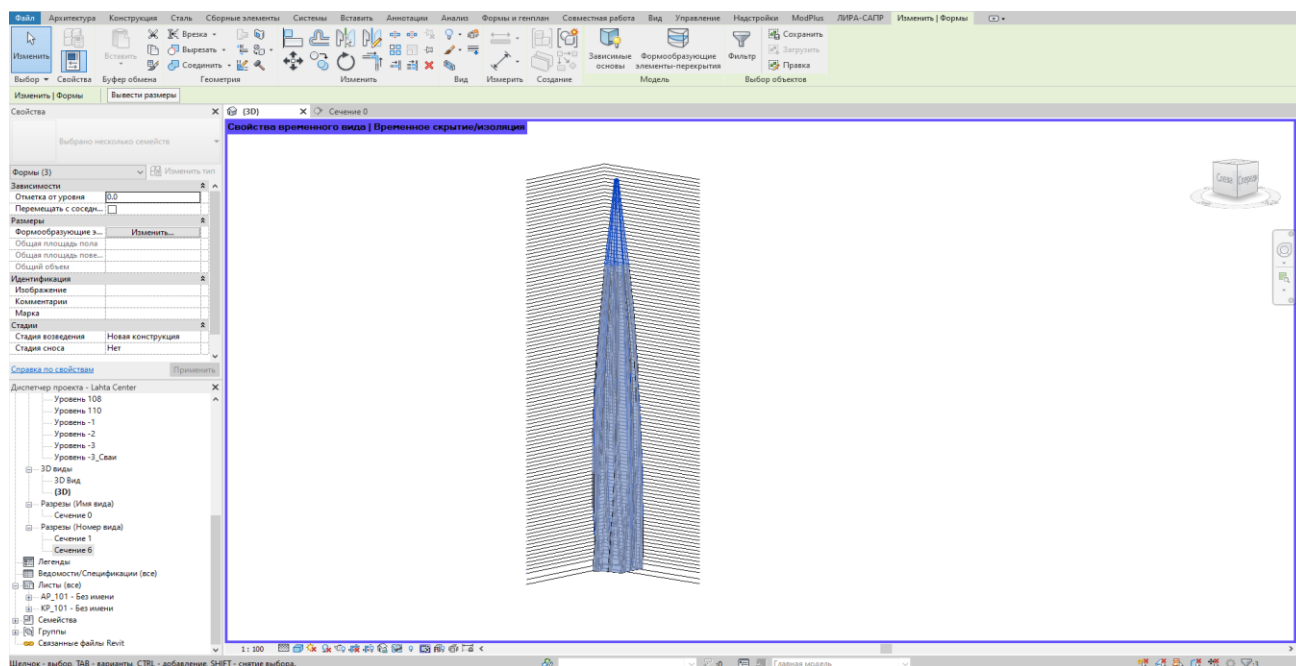 Файл Архитектура Конструкция Сталь Сборные элементы Системы Вставить Аннотации Анализ Формы и генплан Совместная работа Вид Управление Надстройки ModPlus ЛИРА-САПР Изменить | Формы
Изменить
Вставить
Врезка
Вырезать
Соединить
Зависимые основы
Формообразующие элементы-перекрытия
Фильтр
Сохранить
Загрузить
Правка
Выбор Свойства Буфер обмена Геометрия Изменить Вид Измерить Создание Модель Выбор объектов
Изменить | Формы Вывести размеры
Свойства
{3D} Сечение 0
Свойства временного вида | Временное скрытие/изоляция
Выбрано несколько семейств
Формы (3) Изменить тип
Зависимости
Отметка от уровня 0.0
Перемещать с соседн...
Размеры
Формообразующие э... Изменить...
Общая площадь пола
Общая площадь пове...
Общий объем
Идентификация
Изображение
Комментарии
Марка
Стадии
Стадия возведения Новая конструкция
Стадия сноса Нет
Справка по свойствам Применить
Диспетчер проекта - Lahta Center
Уровень 108
Уровень 110
Уровень -1
Уровень -2
Уровень -3
Уровень -3_Сваи
3D виды
3D Вид
{3D}
Разрезы (Имя вида)
Сечение 0
Разрезы (Номер вида)
Сечение 1
Сечение 6
Легенды
Ведомости/Спецификации (все)
Листы (все)
АР_101 - Без имени
КР_101 - Без имени
Семейства
Группы
Связанные файлы Revit
Слева Спереди
1 : 100
Щелчок - выбор, TAB - варианты, CTRL - добавление, SHIFT - снятие выбора.
:0 Главная модель